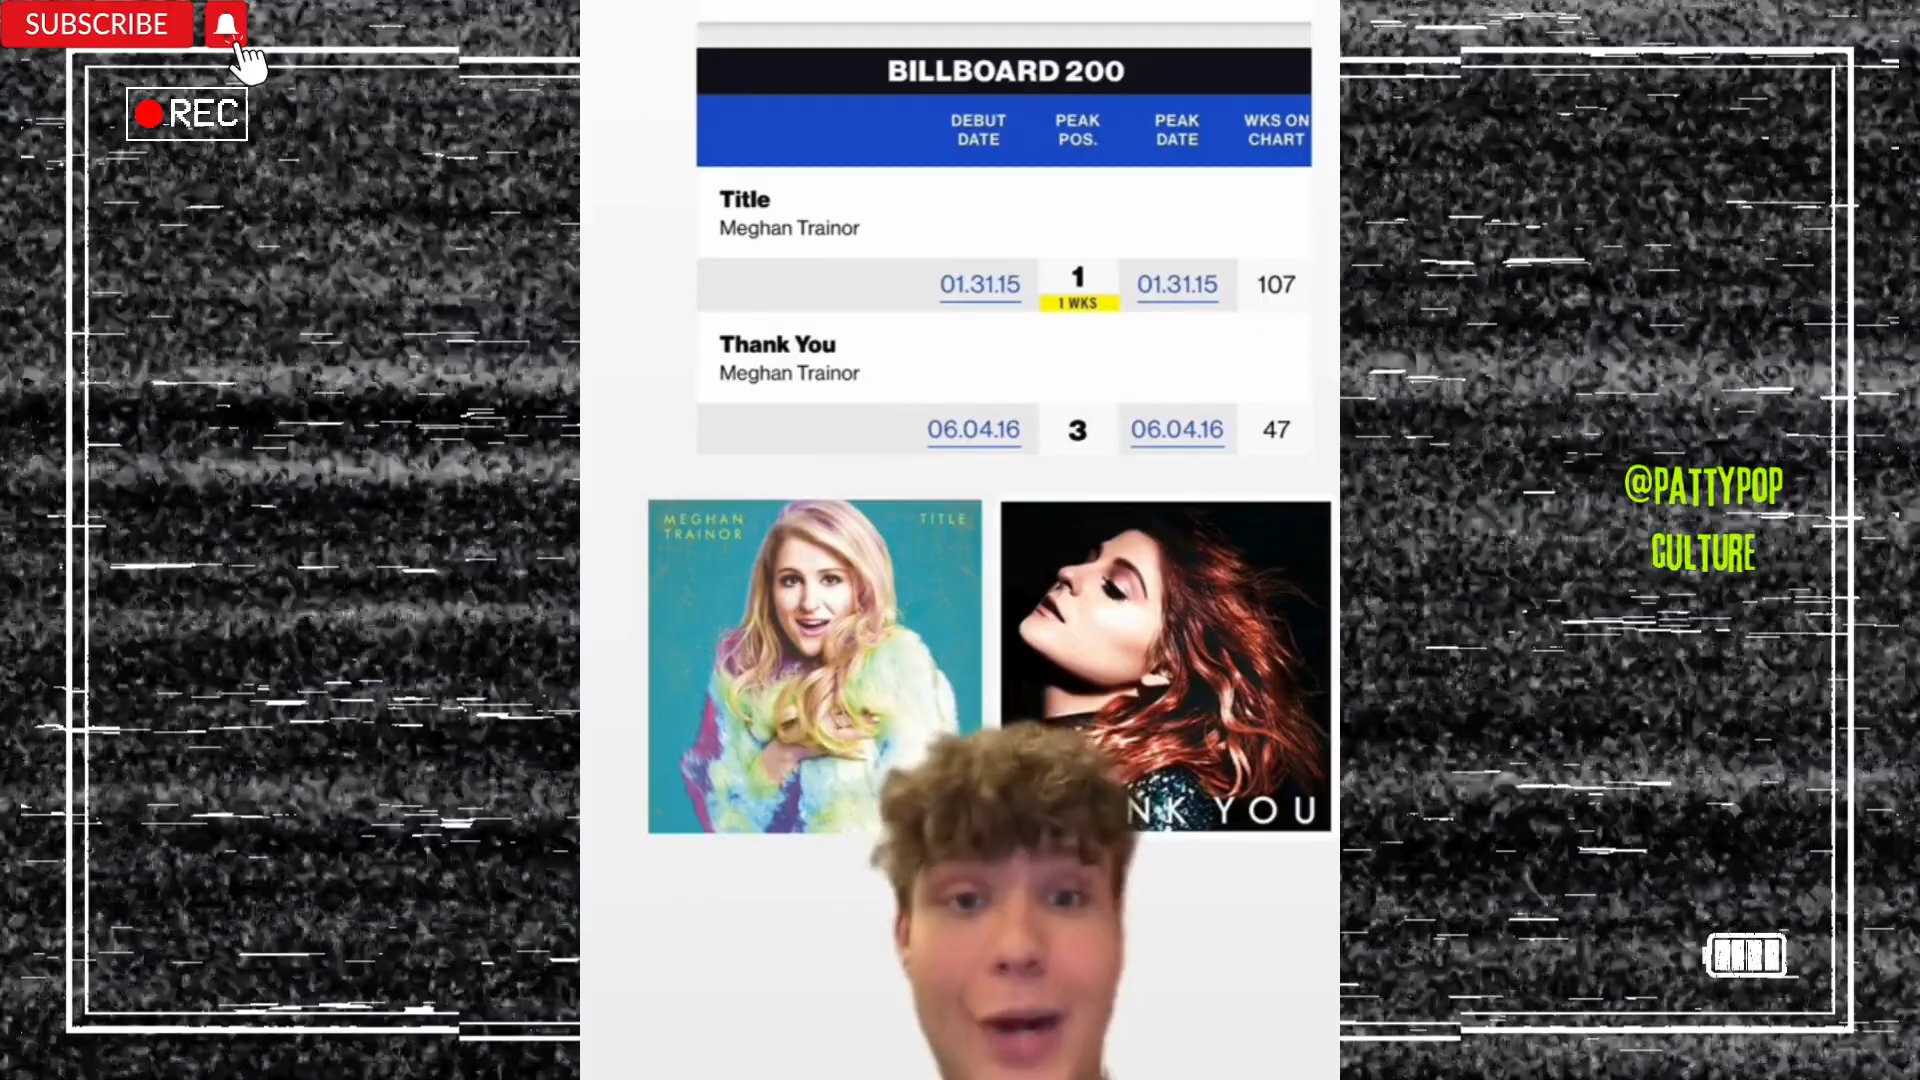 SUBSCRIBE
REC
BILLBOARD 200
DEBUT DATE
PEAK POS.
PEAK DATE
WKS ON CHART
Title
Meghan Trainor
01.31.15
1
1 WKS
01.31.15
107
Thank You
Meghan Trainor
06.04.16
3
06.04.16
47
MEGHAN
TRAINOR
TITLE
NK YOU
@PATTYPOP
CULTURE